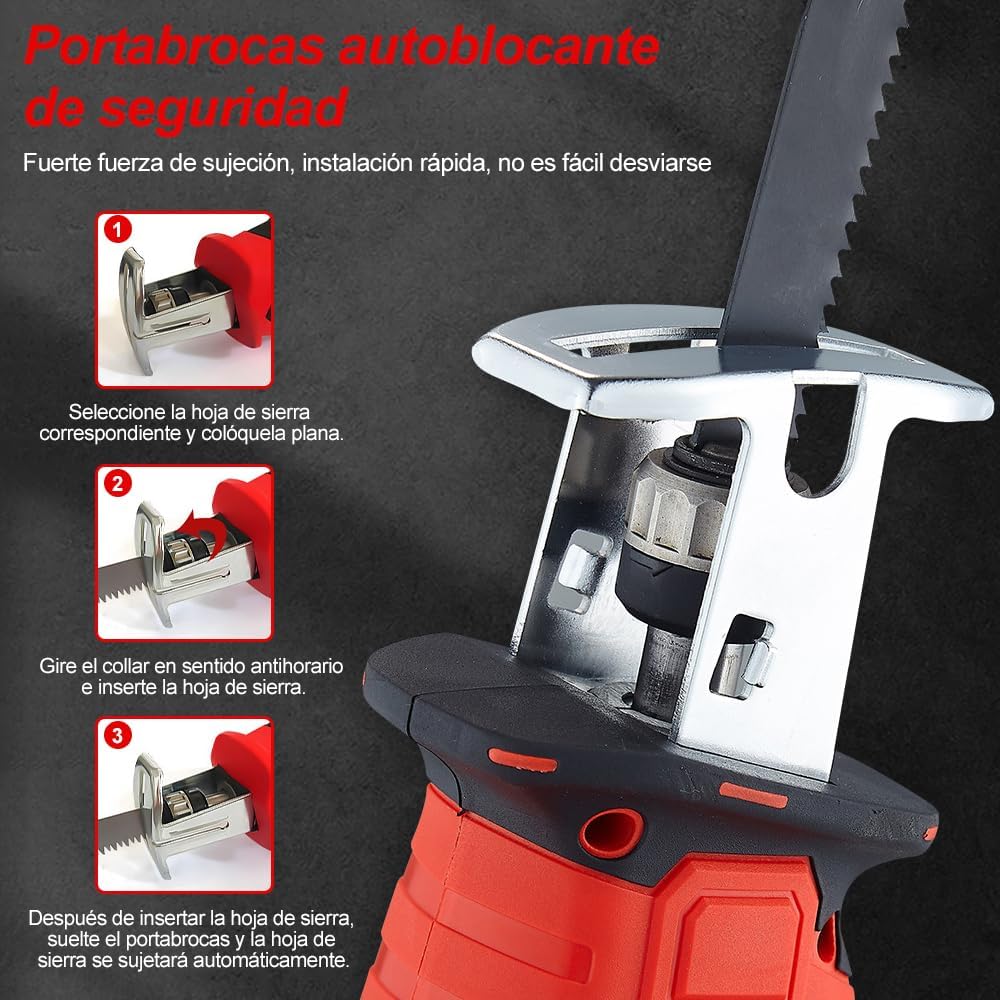 Portabrocas autoblocante
de seguridad
Fuerte fuerza de sujeción, instalación rápida, no es fácil desviarse
1
Seleccione la hoja de sierra
correspondiente y colóquela plana.
2
Gire el collar en sentido antihorario
e inserte la hoja de sierra.
3
Después de insertar la hoja de sierra,
suelte el portabrocas y la hoja de
sierra se sujetará automáticamente.